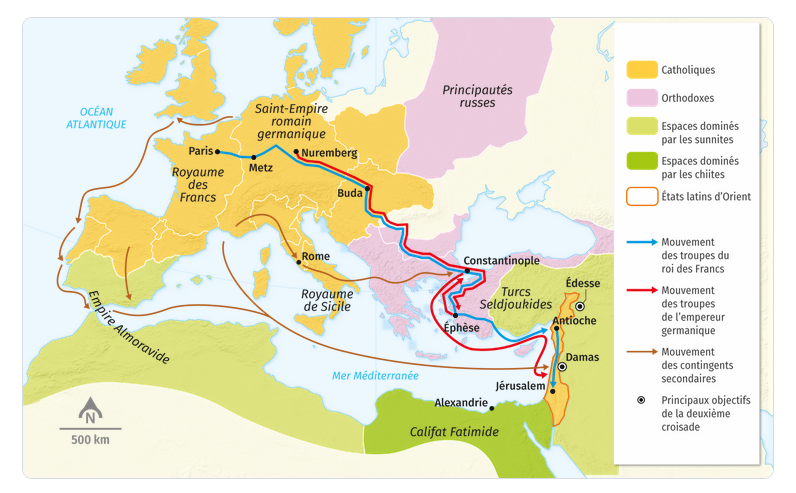 OCÉAN
ATLANTIQUE
Saint-Empire
romain
germanique
Principautés
russes
Paris
Metz
Nuremberg
Royaume
des
Francs
Buda
Rome
Royaume
de Sicile
Constantinople
Turcs
Seldjoukides
Éphèse
Édesse
Antioche
Damas
Jérusalem
Alexandrie
Mer Méditerranée
Empire Almoravide
Califat Fatimide
N
500 km
Catholiques
Orthodoxes
Espaces dominés
par les sunnites
Espaces dominés
par les chiites
États latins d'Orient
Mouvement
des troupes du
roi des Francs
Mouvement
des troupes
de l'empereur
germanique
Mouvement
des contingents
secondaires
Principaux objectifs
de la deuxième
croisade